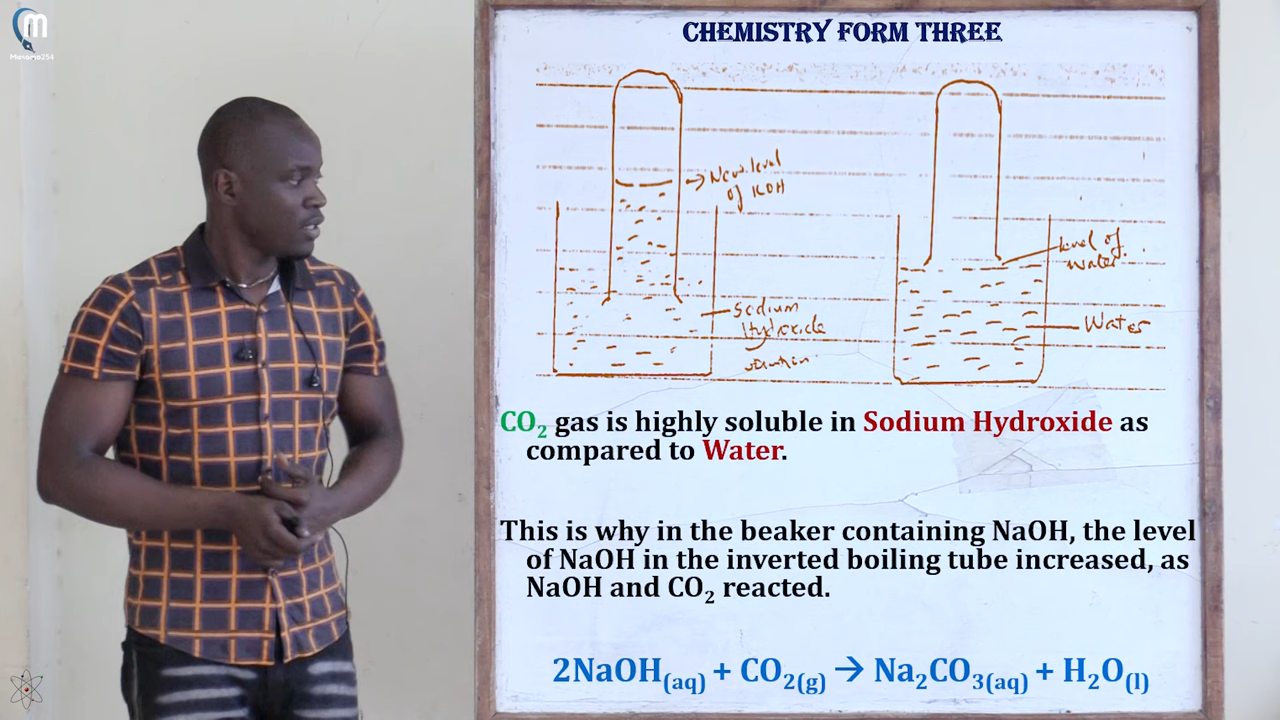 M
Msomo254
CHEMISTRY FORM THREE
New level
of KOH
level of
water
Sodium
Hydroxide
solution
Water
CO₂ gas is highly soluble in Sodium Hydroxide as
compared to Water.
This is why in the beaker containing NaOH, the level
of NaOH in the inverted boiling tube increased, as
NaOH and CO₂ reacted.
2NaOH(aq) + CO₂(g) → Na₂CO₃(aq) + H₂O(l)